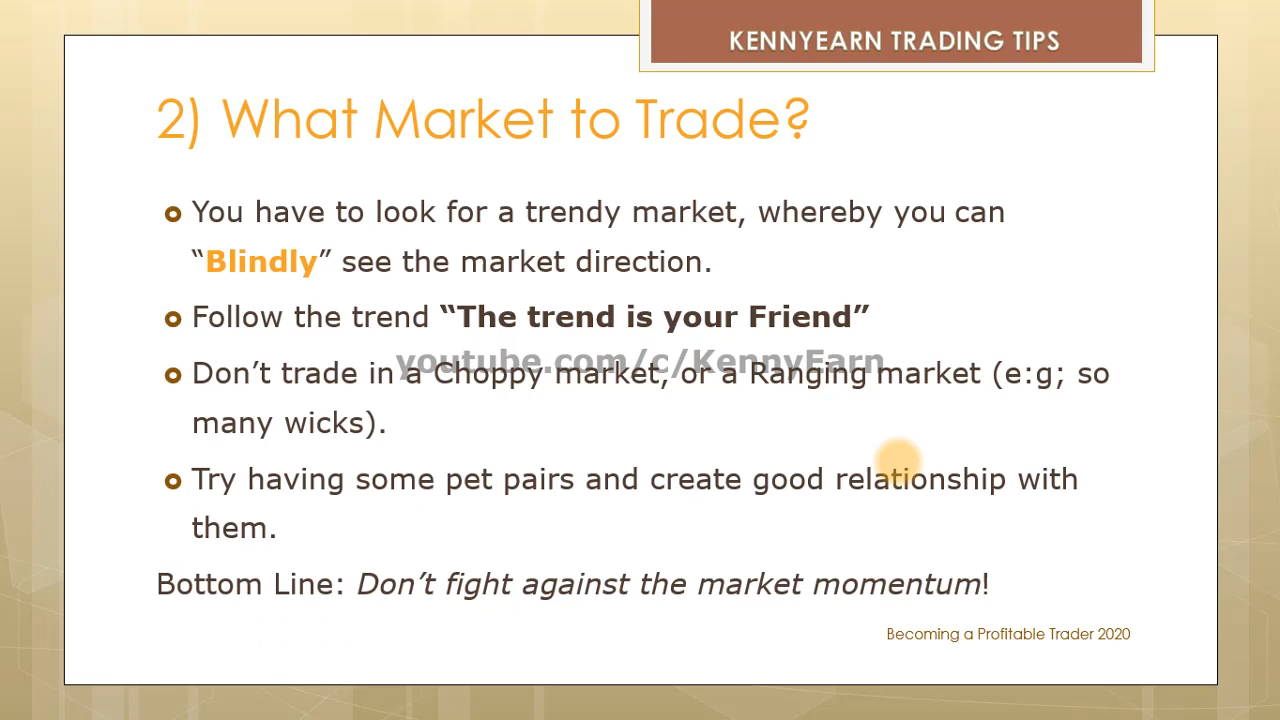 KENNYEARN TRADING TIPS
2) What Market to Trade?
You have to look for a trendy market, whereby you can
“Blindly” see the market direction.
Follow the trend “The trend is your Friend”
youtube.com/c/KennyEarn
Don’t trade in a Choppy market, or a Ranging market (e:g; so
many wicks).
Try having some pet pairs and create good relationship with
them.
Bottom Line: Don’t fight against the market momentum!
Becoming a Profitable Trader 2020